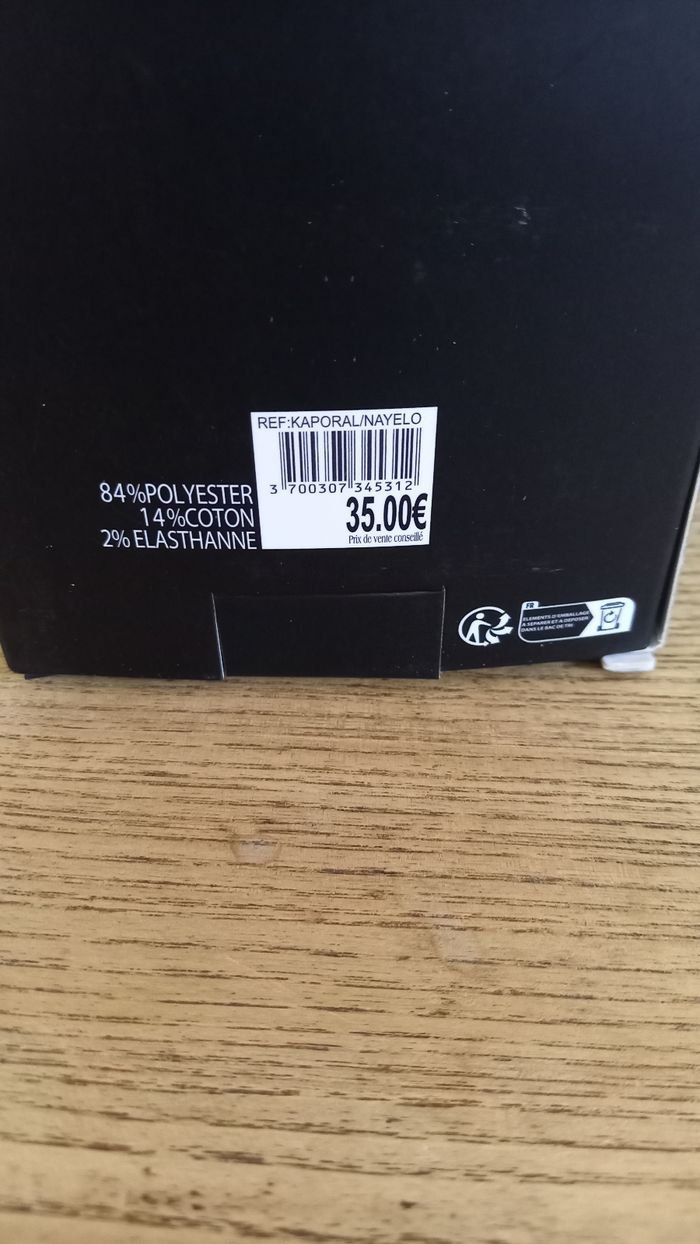 REF:KAPORAL/NAYELO
3 700307 345312
35.00€
Prix de vente conseillé
84%POLYESTER
14%COTON
2% ELASTHANNE
FR
ELEMENTS D'EMBALLAGE
A SEPARER ET A DEPOSER
DANS LE BAC DE TRI